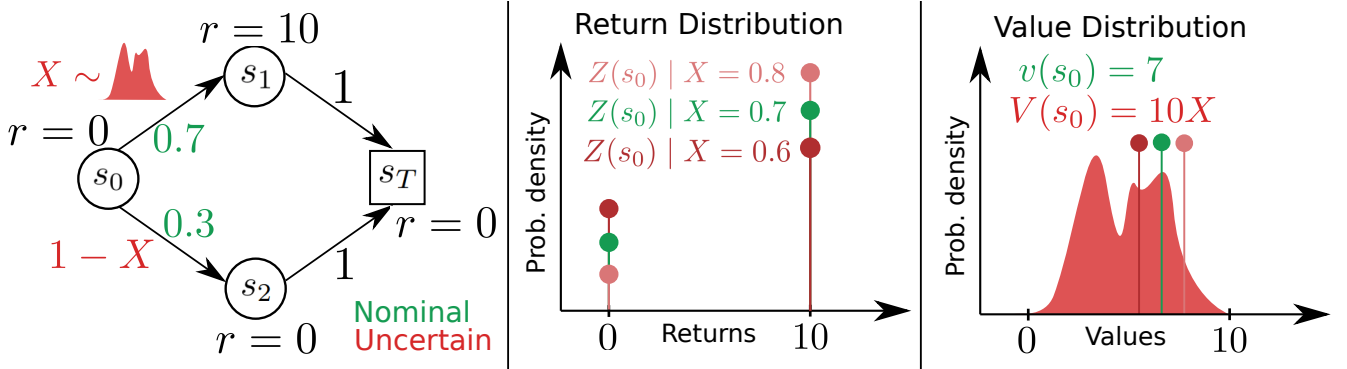 r = 10
X ∼
s₁
1
r = 0
0.7
s₀
s_T
0.3
r = 0
1 − X
1
s₂
r = 0
Nominal
Uncertain
Return Distribution
Z(s₀) | X = 0.8
Z(s₀) | X = 0.7
Z(s₀) | X = 0.6
Prob. density
0
Returns
10
Value Distribution
v(s₀) = 7
V(s₀) = 10X
Prob. density
0
Values
10